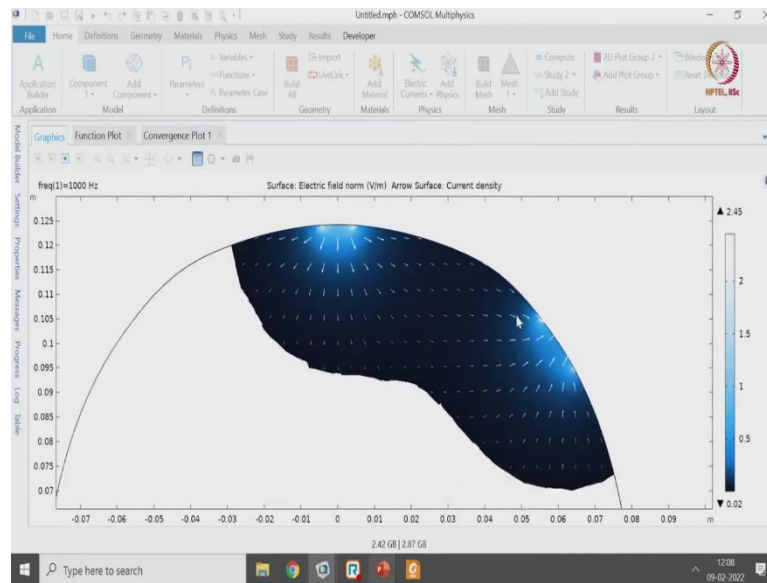 Untitled.mph - COMSOL Multiphysics
File Home Definitions Geometry Materials Physics Mesh Study Results Developer
Application Builder
Component 1
Add Component
Parameters
Variables
Functions
Parameter Case
Build All
Import
LiveLink
Add Material
Electric Currents
Add Physics
Build Mesh
Mesh 1
Compute
Study 2
Add Study
2D Plot Group 2
Add Plot Group
Reset
NPTEL, IISc
Application Model Definitions Geometry Materials Physics Mesh Study Results Layout
Graphics Function Plot Convergence Plot 1
Model Builder Settings Properties Messages Progress Log Table
freq(1)=1000 Hz Surface: Electric field norm (V/m) Arrow Surface: Current density
m
0.125
0.12
0.115
0.11
0.105
0.1
0.095
0.09
0.085
0.08
0.075
0.07
-0.07 -0.06 -0.05 -0.04 -0.03 -0.02 -0.01 0 0.01 0.02 0.03 0.04 0.05 0.06 0.07 0.08 0.09 m
▲ 2.45
2
1.5
1
0.5
▼ 0.02
2.42 GB | 2.87 GB
Type here to search
12:08
09-02-2022